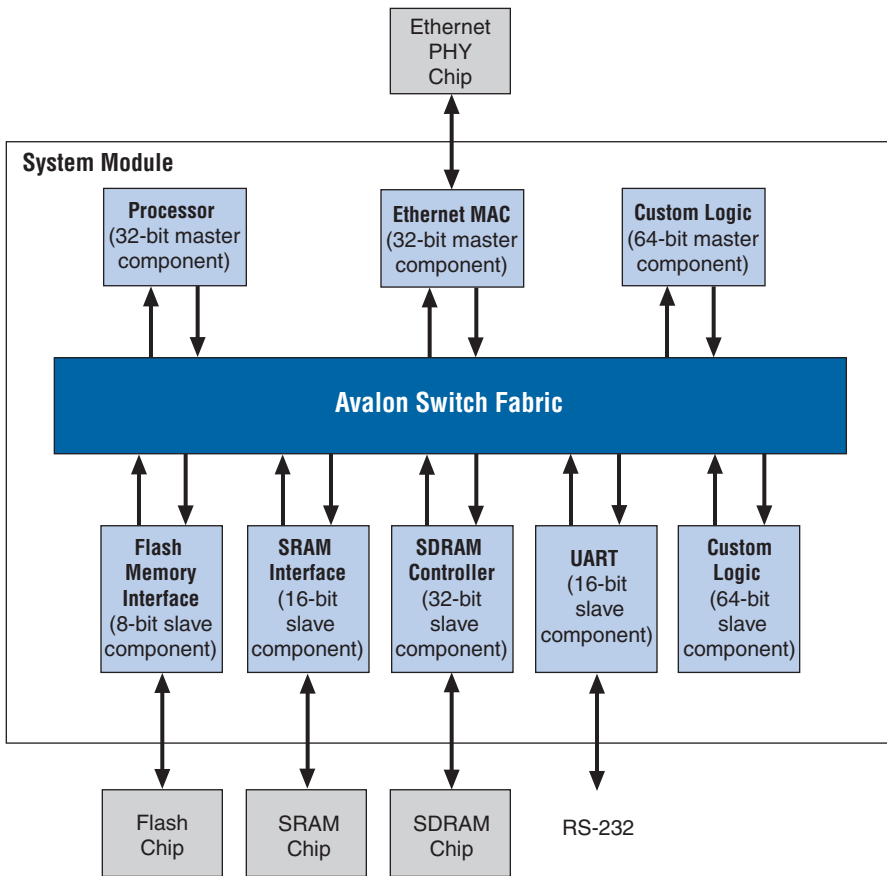 Ethernet
PHY
Chip
System Module
Processor
(32-bit master
component)
Ethernet MAC
(32-bit master
component)
Custom Logic
(64-bit master
component)
Avalon Switch Fabric
Flash
Memory
Interface
(8-bit slave
component)
SRAM
Interface
(16-bit
slave
component)
SDRAM
Controller
(32-bit
slave
component)
UART
(16-bit
slave
component)
Custom
Logic
(64-bit
slave
component)
Flash
Chip
SRAM
Chip
SDRAM
Chip
RS-232